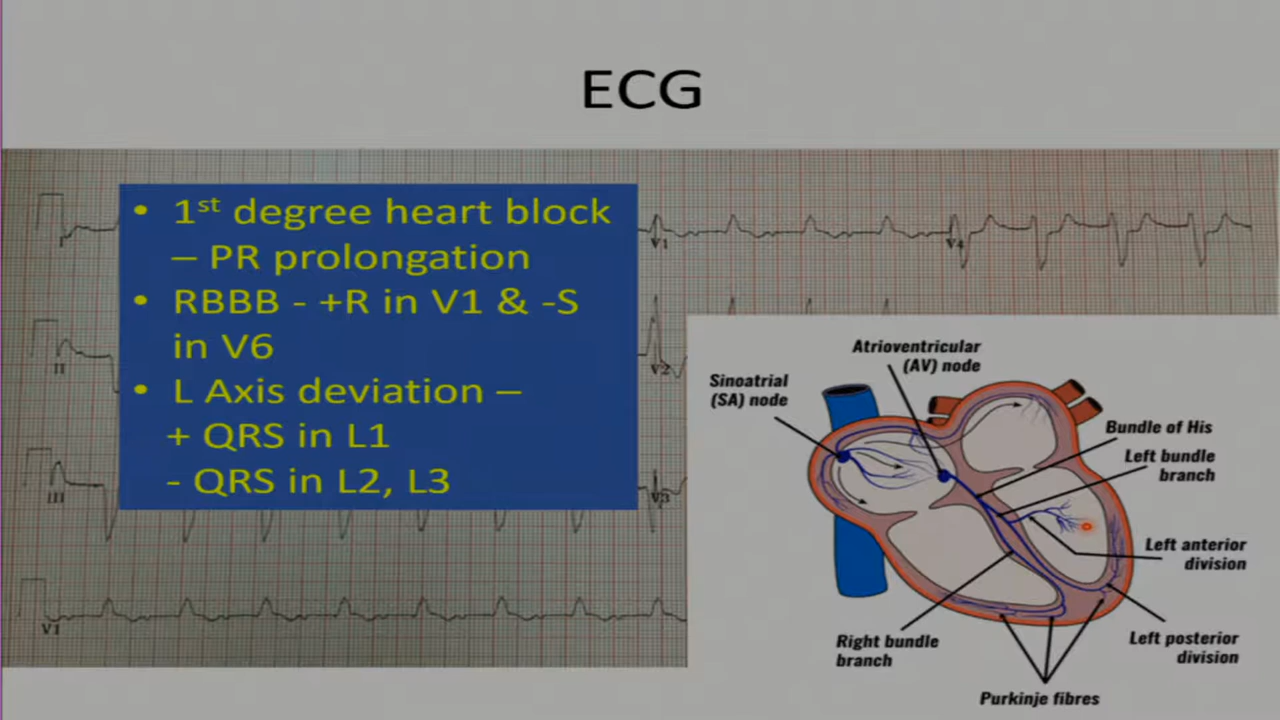 ECG
• 1st degree heart block
– PR prolongation
• RBBB - +R in V1 & -S
in V6
• L Axis deviation –
+ QRS in L1
- QRS in L2, L3
I
V1
V4
II
V2
III
V3
V1
Atrioventricular
(AV) node
Sinoatrial
(SA) node
Bundle of His
Left bundle
branch
Left anterior
division
Right bundle
branch
Left posterior
division
Purkinje fibres